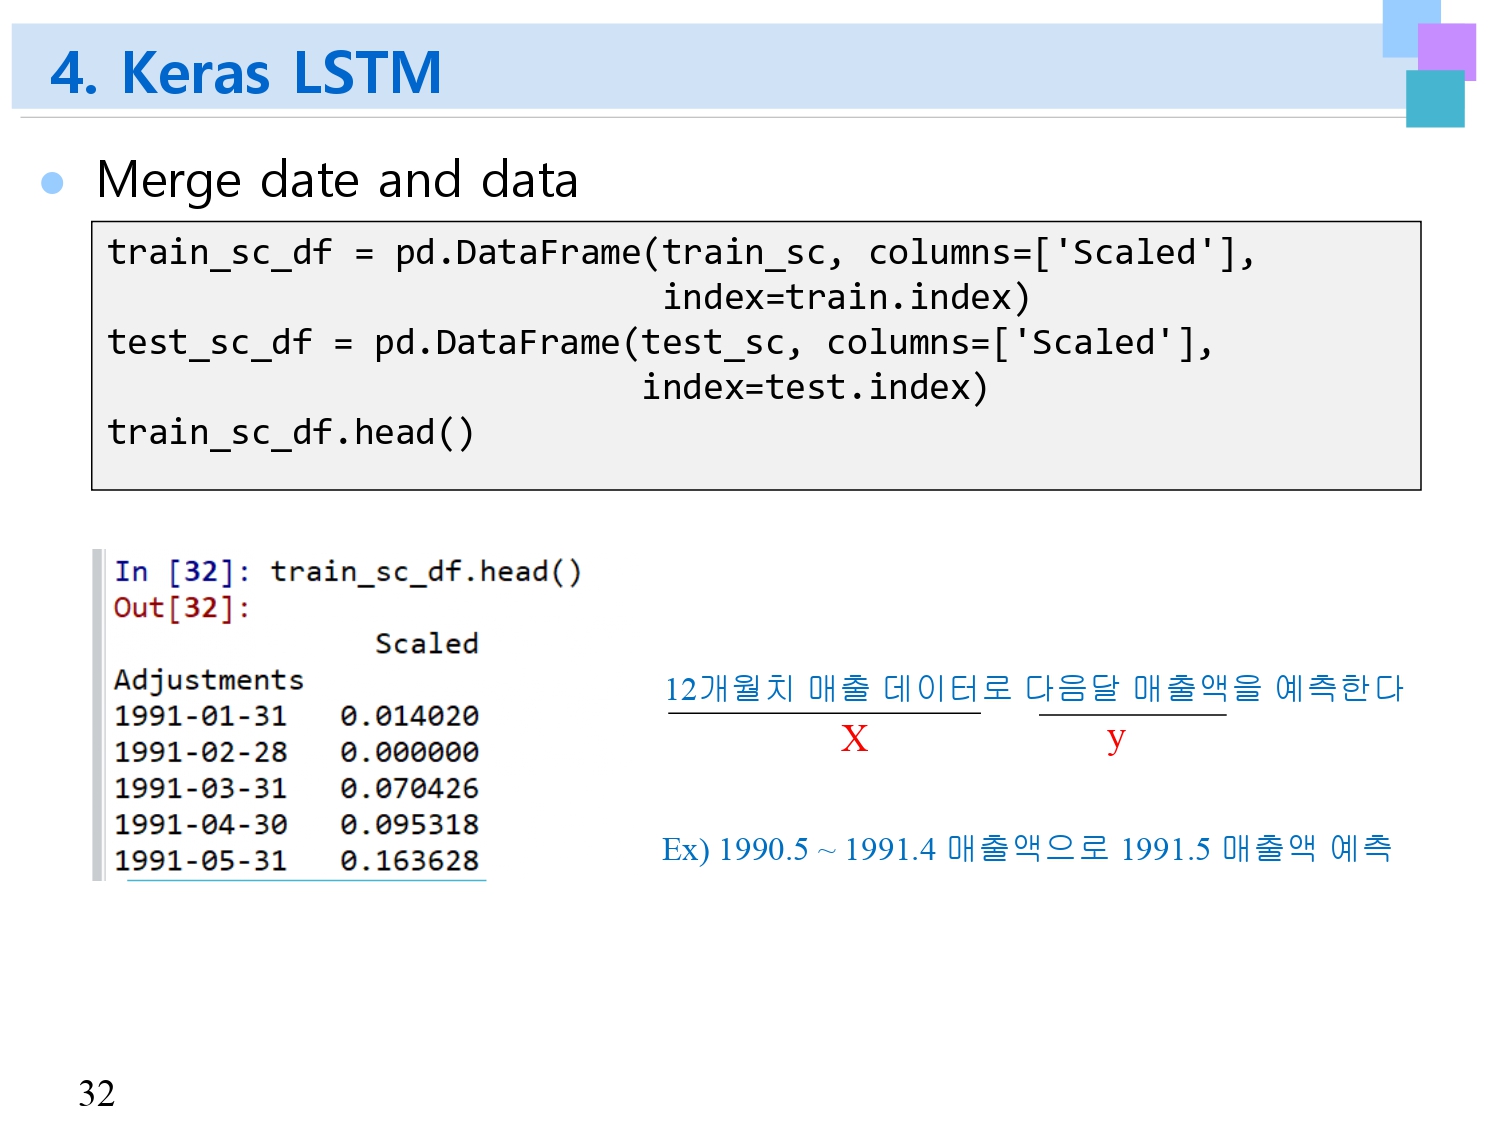 4. Keras LSTM
Merge date and data
train_sc_df = pd.DataFrame(train_sc, columns=['Scaled'],
index=train.index)
test_sc_df = pd.DataFrame(test_sc, columns=['Scaled'],
index=test.index)
train_sc_df.head()
In [32]: train_sc_df.head()
Out[32]:
Scaled
Adjustments
1991-01-31 0.014020
1991-02-28 0.000000
1991-03-31 0.070426
1991-04-30 0.095318
1991-05-31 0.163628
12개월치 매출 데이터로 다음달 매출액을 예측한다
X y
Ex) 1990.5 ~ 1991.4 매출액으로 1991.5 매출액 예측
32